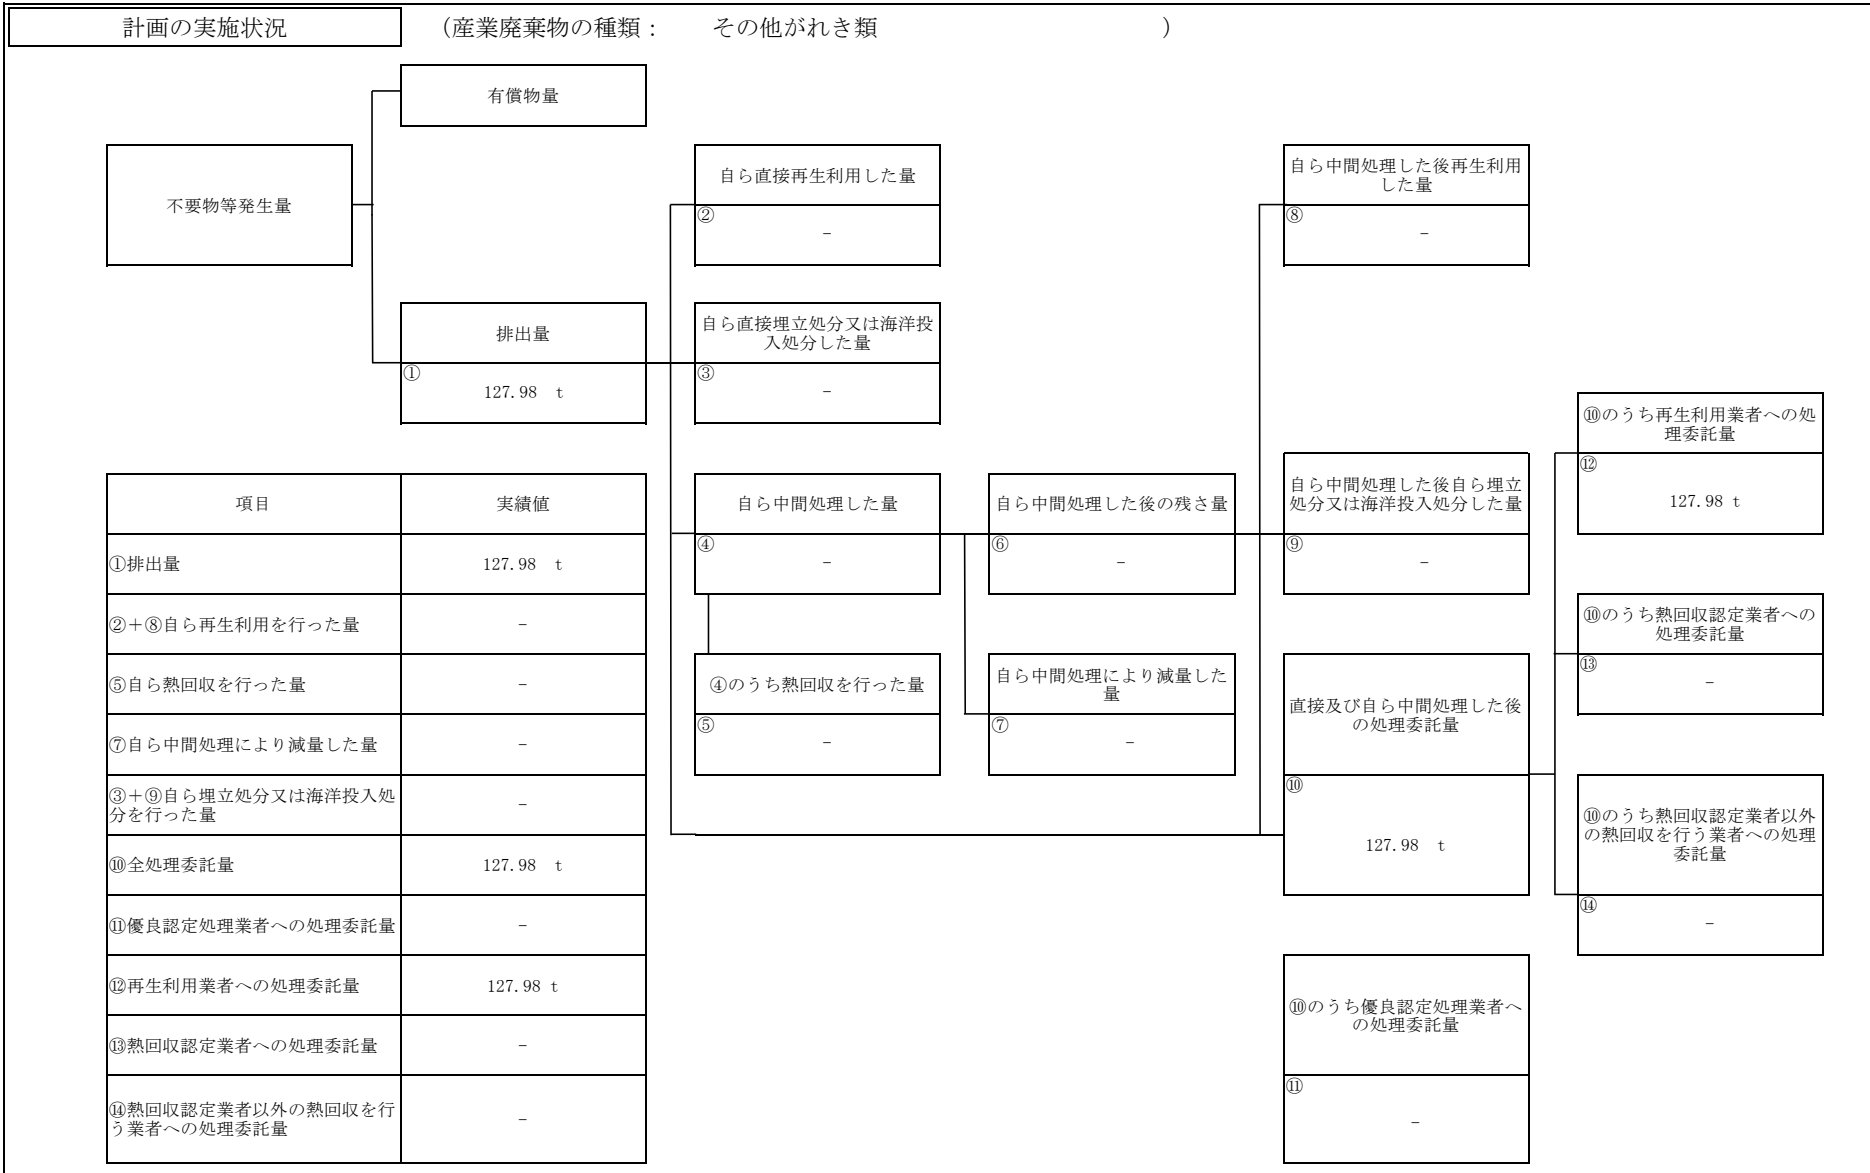 計画の実施状況 （産業廃棄物の種類： その他がれき類 ）
有償物量
不要物等発生量
排出量
①
127.98 t
自ら直接再生利用した量
②
－
自ら直接埋立処分又は海洋投
入処分した量
③
－
自ら中間処理した量
④
－
④のうち熱回収を行った量
⑤
－
自ら中間処理した後の残さ量
⑥
－
自ら中間処理により減量した
量
⑦
－
自ら中間処理した後再生利用
した量
⑧
－
自ら中間処理した後自ら埋立
処分又は海洋投入処分した量
⑨
－
直接及び自ら中間処理した後
の処理委託量
⑩
127.98 t
⑩のうち優良認定処理業者へ
の処理委託量
⑪
－
⑩のうち再生利用業者への処
理委託量
⑫
127.98 t
⑩のうち熱回収認定業者への
処理委託量
⑬
－
⑩のうち熱回収認定業者以外
の熱回収を行う業者への処理
委託量
⑭
－
項目 実績値
①排出量 127.98 t
②＋⑧自ら再生利用を行った量 －
⑤自ら熱回収を行った量 －
⑦自ら中間処理により減量した量 －
③＋⑨自ら埋立処分又は海洋投入処
分を行った量 －
⑩全処理委託量 127.98 t
⑪優良認定処理業者への処理委託量 －
⑫再生利用業者への処理委託量 127.98 t
⑬熱回収認定業者への処理委託量 －
⑭熱回収認定業者以外の熱回収を行
う業者への処理委託量 －